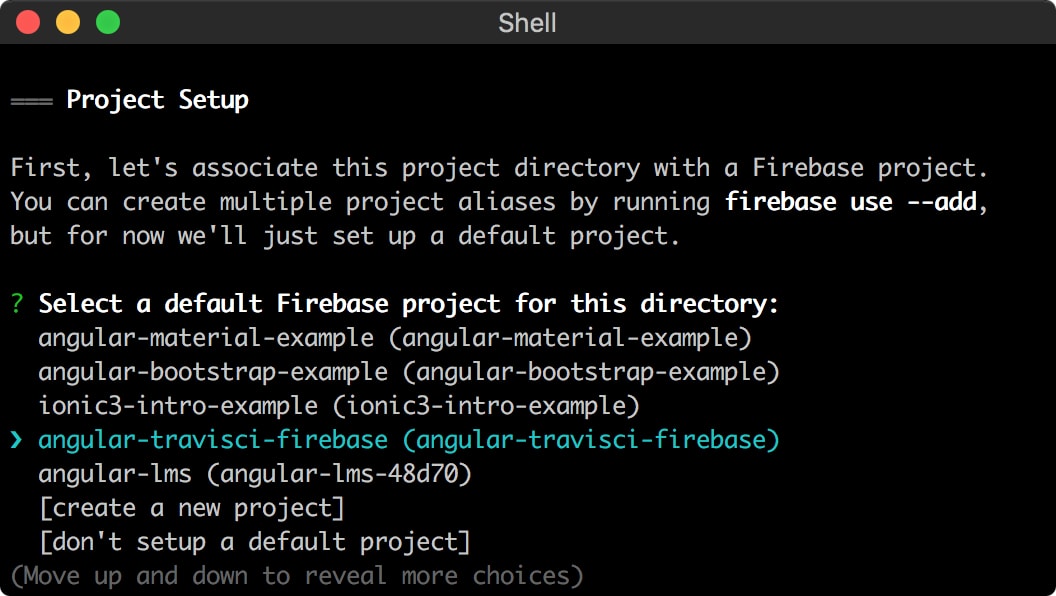 Shell
=== Project Setup
First, let's associate this project directory with a Firebase project.
You can create multiple project aliases by running firebase use --add,
but for now we'll just set up a default project.
? Select a default Firebase project for this directory:
angular-material-example (angular-material-example)
angular-bootstrap-example (angular-bootstrap-example)
ionic3-intro-example (ionic3-intro-example)
❯ angular-travisci-firebase (angular-travisci-firebase)
angular-lms (angular-lms-48d70)
[create a new project]
[don't setup a default project]
(Move up and down to reveal more choices)